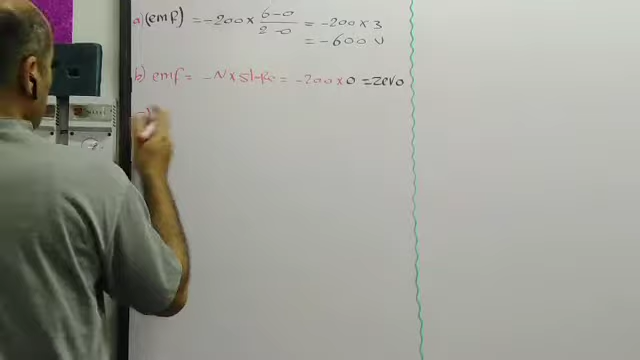 a) (emf) = -200 × 6-0 / 2-0 = -200 × 3
= -600 V
b) emf = -N × slope = -200 × 0 = zero